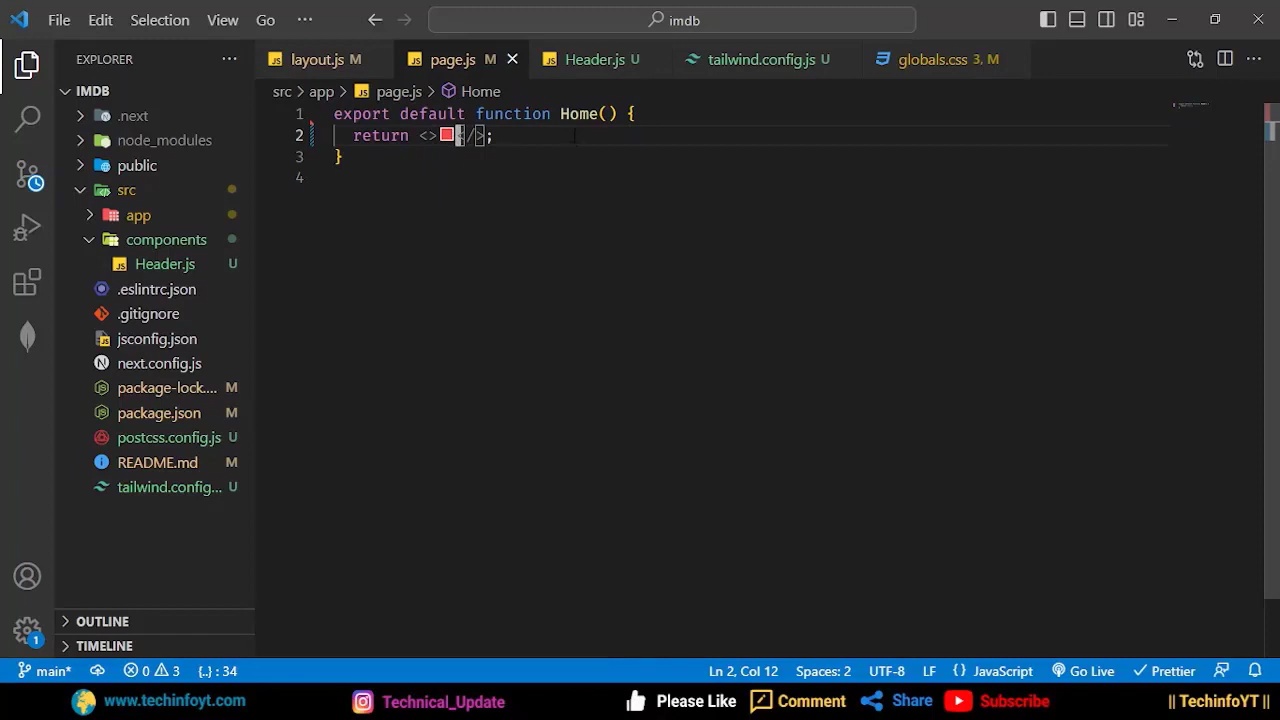 File Edit Selection View Go ··· imdb
EXPLORER ···
layout.js M page.js M Header.js U tailwind.config.js U globals.css 3, M ···
IMDB
src > app > page.js > Home
.next
node_modules
public
src
app
components
Header.js U
.eslintrc.json
.gitignore
jsconfig.json
next.config.js
package-lock.... M
package.json M
postcss.config.js U
README.md M
tailwind.config... U
OUTLINE
TIMELINE
1 export default function Home() {
2 return <></>;
3 }
4
1
main* 0 3 {..} : 34 Ln 2, Col 12 Spaces: 2 UTF-8 LF {} JavaScript Go Live Prettier
www.techinfoyt.com Technical_Update Please Like Comment Share Subscribe || TechinfoYT ||